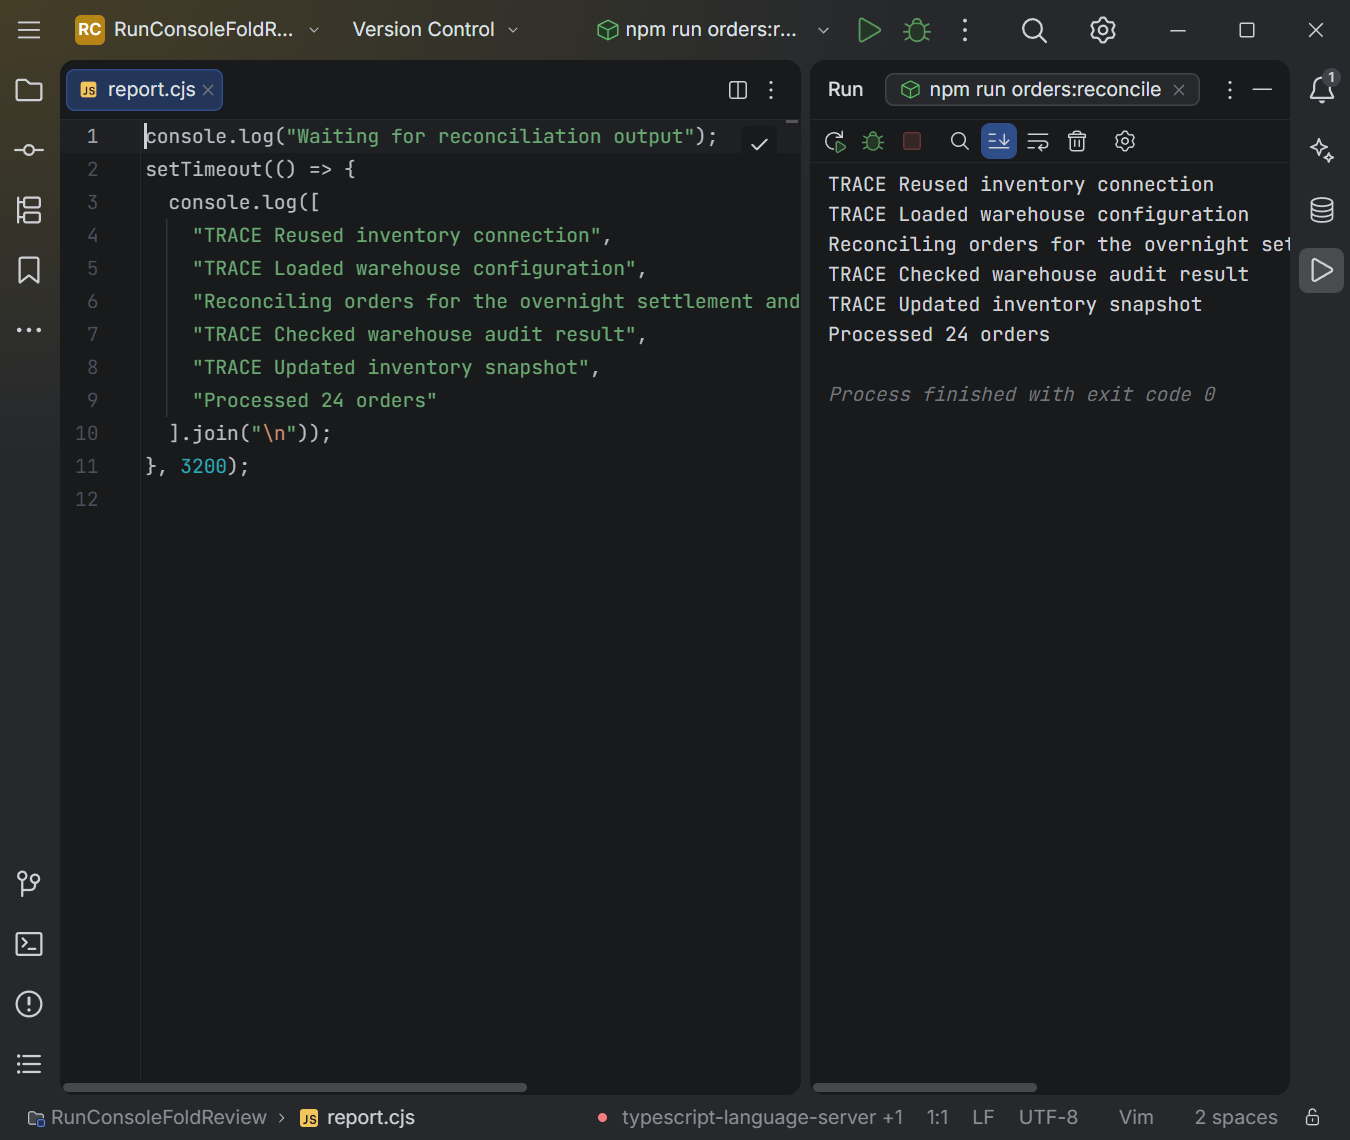 RC RunConsoleFoldR... Version Control npm run orders:r...
report.cjs
1 console.log("Waiting for reconciliation output");
2 setTimeout(() => {
3 console.log([
4 "TRACE Reused inventory connection",
5 "TRACE Loaded warehouse configuration",
6 "Reconciling orders for the overnight settlement and
7 "TRACE Checked warehouse audit result",
8 "TRACE Updated inventory snapshot",
9 "Processed 24 orders"
10 ].join("\n"));
11 }, 3200);
12
Run npm run orders:reconcile
1
TRACE Reused inventory connection
TRACE Loaded warehouse configuration
Reconciling orders for the overnight set
TRACE Checked warehouse audit result
TRACE Updated inventory snapshot
Processed 24 orders
Process finished with exit code 0
RunConsoleFoldReview › JS report.cjs typescript-language-server +1 1:1 LF UTF-8 Vim 2 spaces